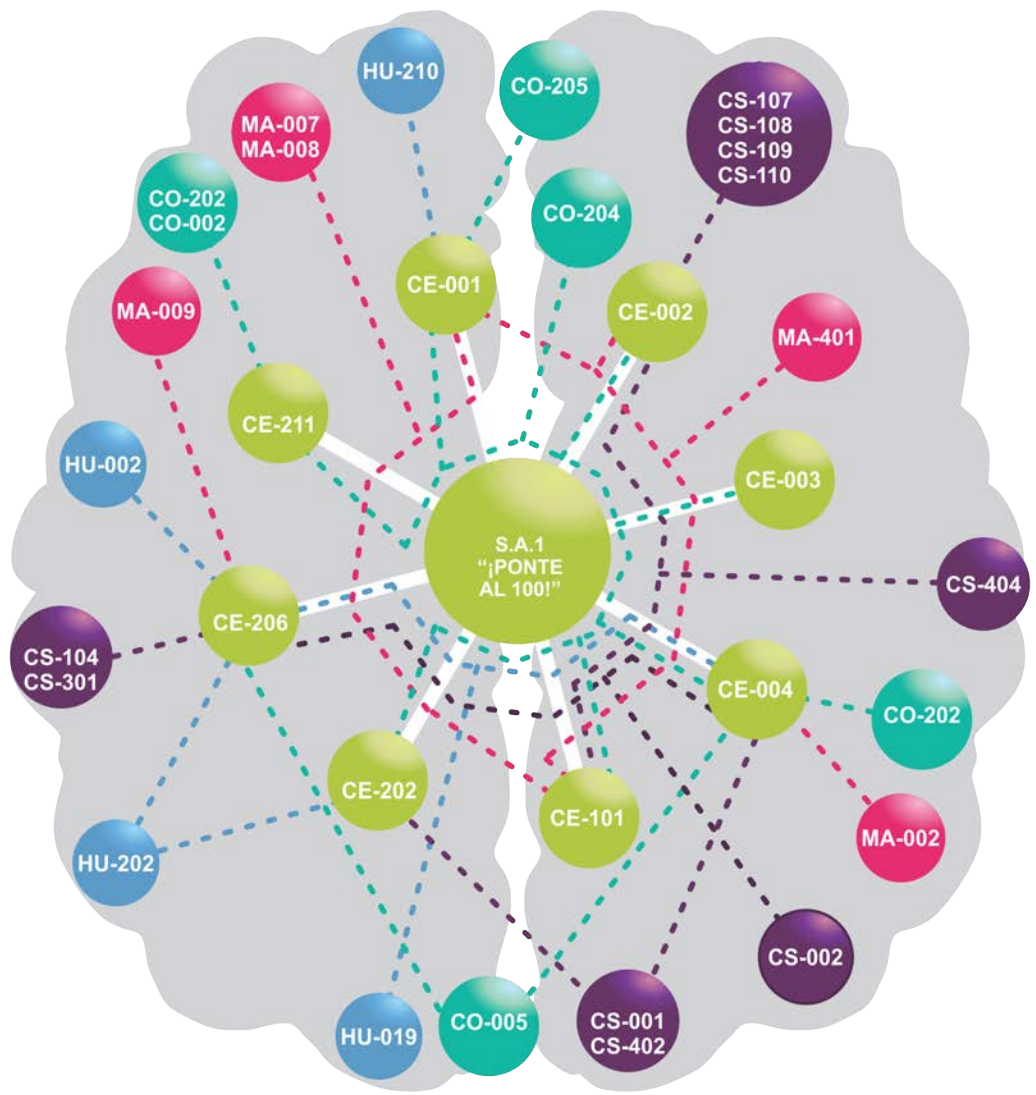 HU-210
CO-205
CS-107
CS-108
CS-109
CS-110
MA-007
MA-008
CO-202
CO-002
CO-204
CE-001
CE-002
MA-009
MA-401
CE-211
HU-002
CE-003
S.A.1
“¡PONTE
AL 100!”
CS-404
CE-206
CS-104
CS-301
CE-004
CO-202
CE-202
CE-101
MA-002
HU-202
CS-002
HU-019
CO-005
CS-001
CS-402